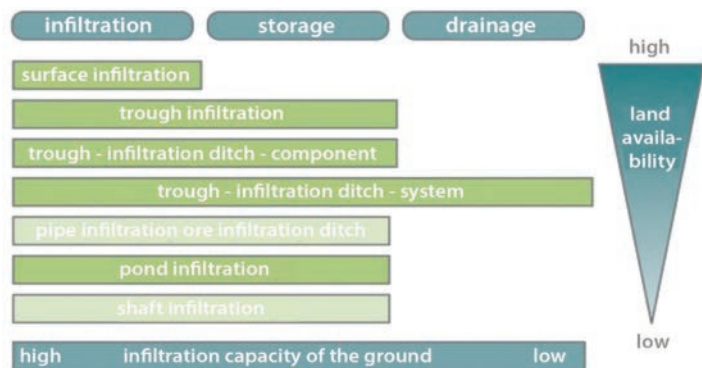 infiltration storage drainage
high
surface infiltration
trough infiltration
land
availa-
bility
trough - infiltration ditch - component
trough - infiltration ditch - system
pipe infiltration ore infiltration ditch
pond infiltration
shaft infiltration
low
high infiltration capacity of the ground low